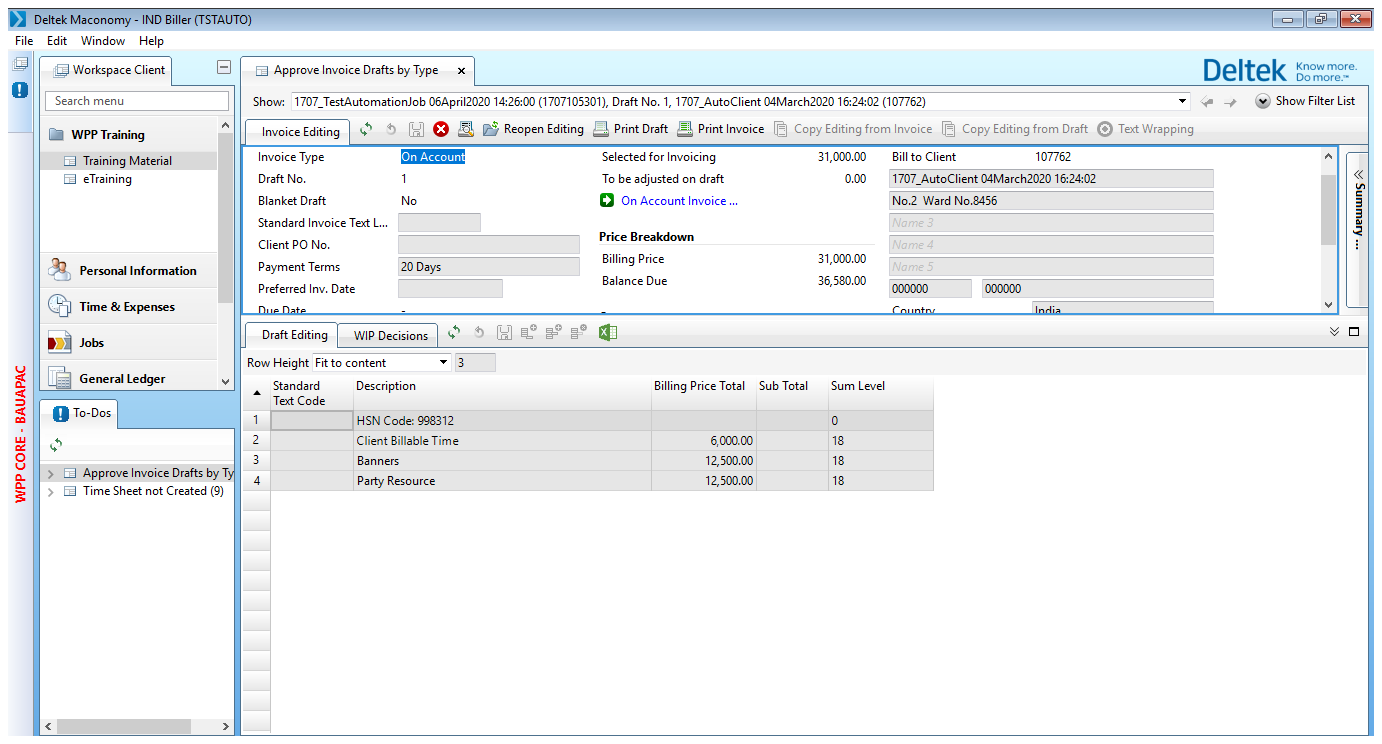 Deltek Maconomy - IND Biller (TSTAUTO)
File Edit Window Help
Workspace Client
Search menu
WPP Training
Training Material
eTraining
Personal Information
Time & Expenses
Jobs
General Ledger
To-Dos
Approve Invoice Drafts by Ty
Time Sheet not Created (9)
WPP CORE - BAUAPAC
Approve Invoice Drafts by Type x
Deltek Know more. Do more.™
Show: 1707_TestAutomationJob 06April2020 14:26:00 (1707105301), Draft No. 1, 1707_AutoClient 04March2020 16:24:02 (107762) Show Filter List
Invoice Editing Reopen Editing Print Draft Print Invoice Copy Editing from Invoice Copy Editing from Draft Text Wrapping
Invoice Type On Account Selected for Invoicing 31,000.00 Bill to Client 107762
Draft No. 1 To be adjusted on draft 0.00 1707_AutoClient 04March2020 16:24:02
Blanket Draft No On Account Invoice ... No.2 Ward No.8456
Standard Invoice Text L... Name 3
Client PO No. Price Breakdown Name 4
Payment Terms 20 Days Billing Price 31,000.00 Name 5
Preferred Inv. Date Balance Due 36,580.00 000000 000000
Due Date - Country India
Summary ...
Draft Editing WIP Decisions
Row Height Fit to content 3
Standard Text Code Description Billing Price Total Sub Total Sum Level
1 HSN Code: 998312 0
2 Client Billable Time 6,000.00 18
3 Banners 12,500.00 18
4 Party Resource 12,500.00 18